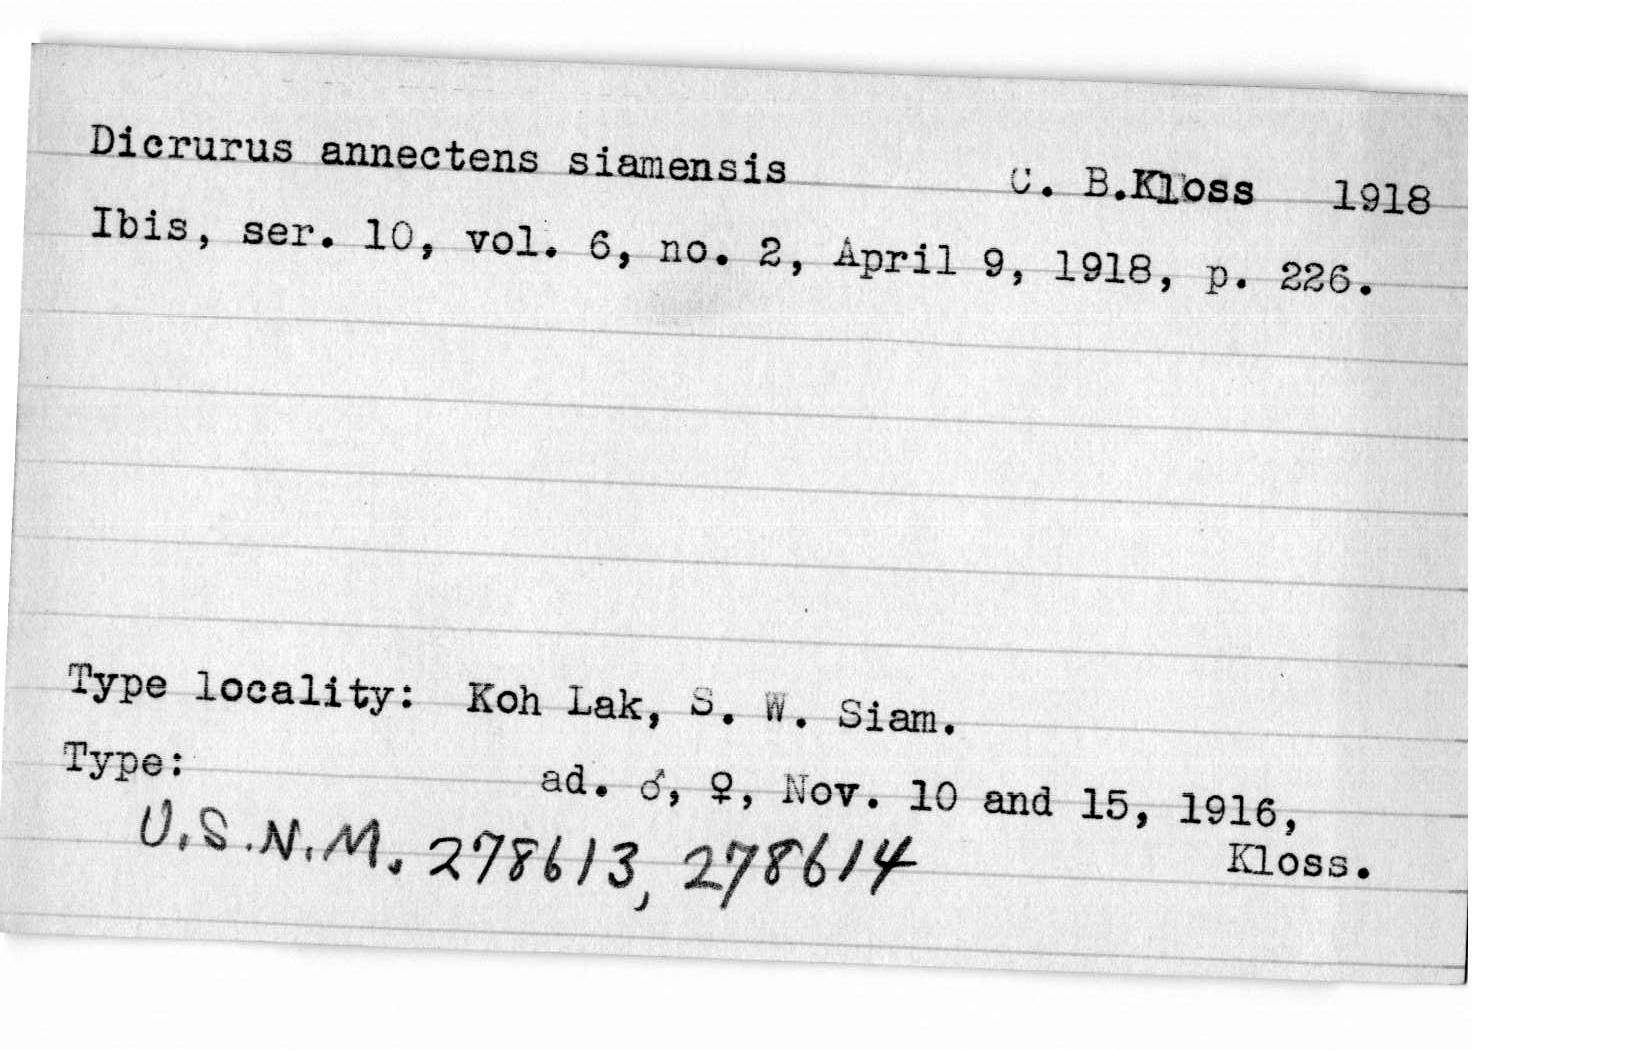 Dicrurus annectens siamensis C. B.Kloss 1918
Ibis, ser. 10, vol. 6, no. 2, April 9, 1918, p. 226.
Type locality: Koh Lak, S. W. Siam.
Type: ad. ♂, ♀, Nov. 10 and 15, 1916,
Kloss.
U.S.N.M. 278613, 278614